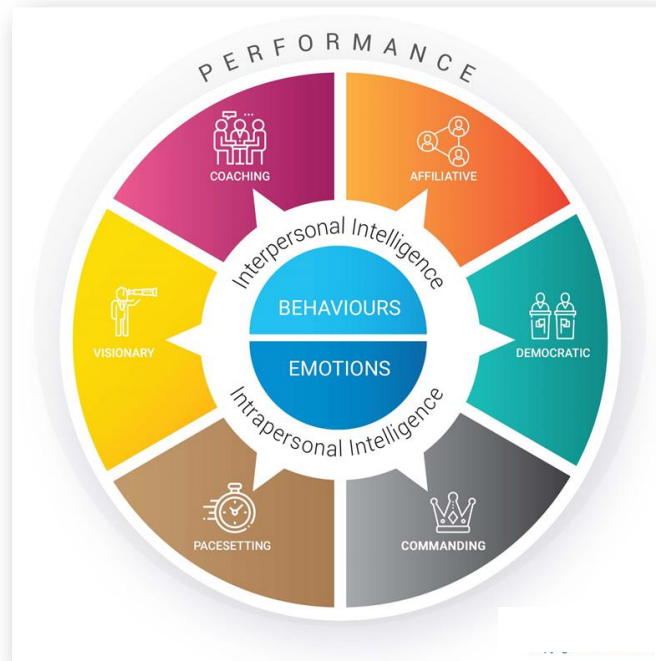 PERFORMANCE
COACHING
AFFILIATIVE
Interpersonal Intelligence
VISIONARY
BEHAVIOURS
DEMOCRATIC
EMOTIONS
Intrapersonal Intelligence
PACESETTING
COMMANDING